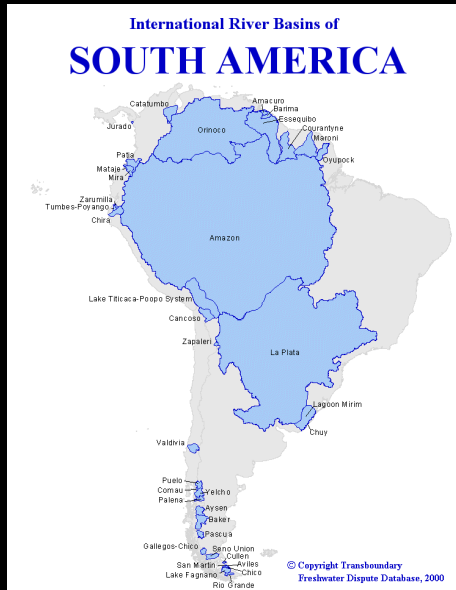 International River Basins of
SOUTH AMERICA
Catatumbo
Amacuro
Barima
Jurado
Orinoco
Essequibo
Courantyne
Maroni
Patia
Oyupock
Mataje
Mira
Zarumilla
Tumbes-Poyango
Chira
Amazon
Lake Titicaca-Poopo System
Cancoso
Zapaleri
La Plata
Lagoon Mirim
Chuy
Valdivia
Puelo
Comau
Yelcho
Palena
Aysen
Baker
Pascua
Gallegos-Chico
Seno Union
Cullen
San Martin
Aviles
Lake Fagnano
Chico
Rio Grande
© Copyright Transboundary
Freshwater Dispute Database, 2000